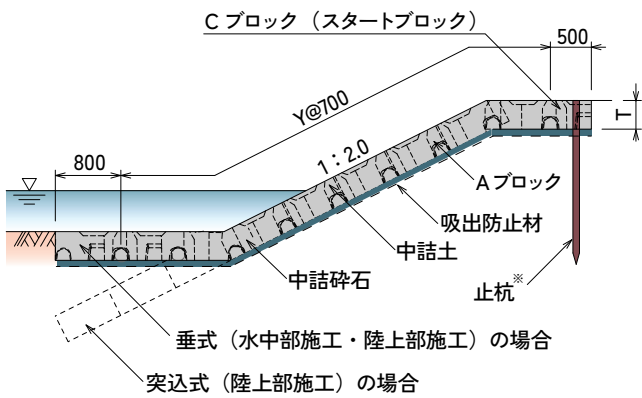 Cブロック（スタートブロック）
500
Y@700
T
800
1：2.0
Aブロック
吸出防止材
中詰土
中詰砕石
止杭※
垂式（水中部施工・陸上部施工）の場合
突込式（陸上部施工）の場合